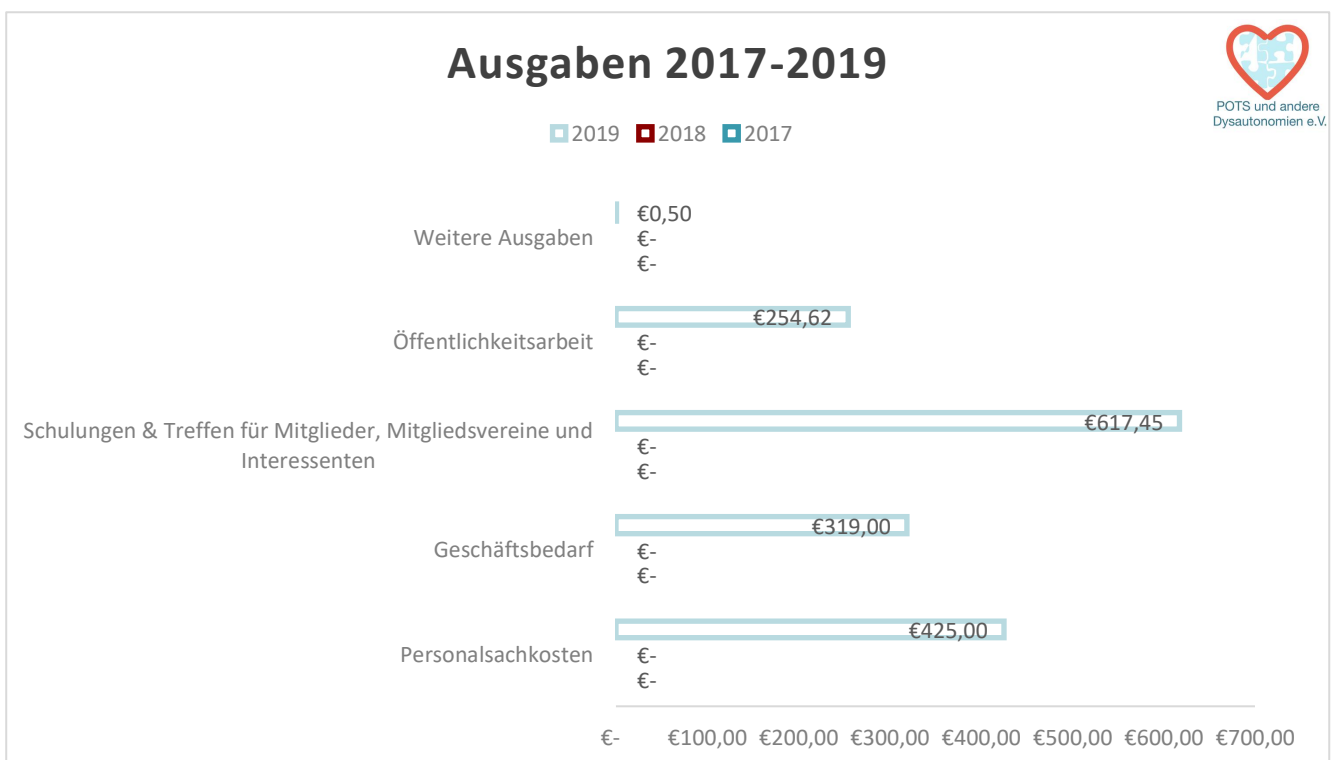 Ausgaben 2017-2019
POTS und andere
Dysautonomien e.V.
2019 2018 2017
Weitere Ausgaben
€0,50
€-
€-
Öffentlichkeitsarbeit
€254,62
€-
€-
Schulungen & Treffen für Mitglieder, Mitgliedsvereine und
Interessenten
€617,45
€-
€-
Geschäftsbedarf
€319,00
€-
€-
Personalsachkosten
€425,00
€-
€-
€- €100,00 €200,00 €300,00 €400,00 €500,00 €600,00 €700,00